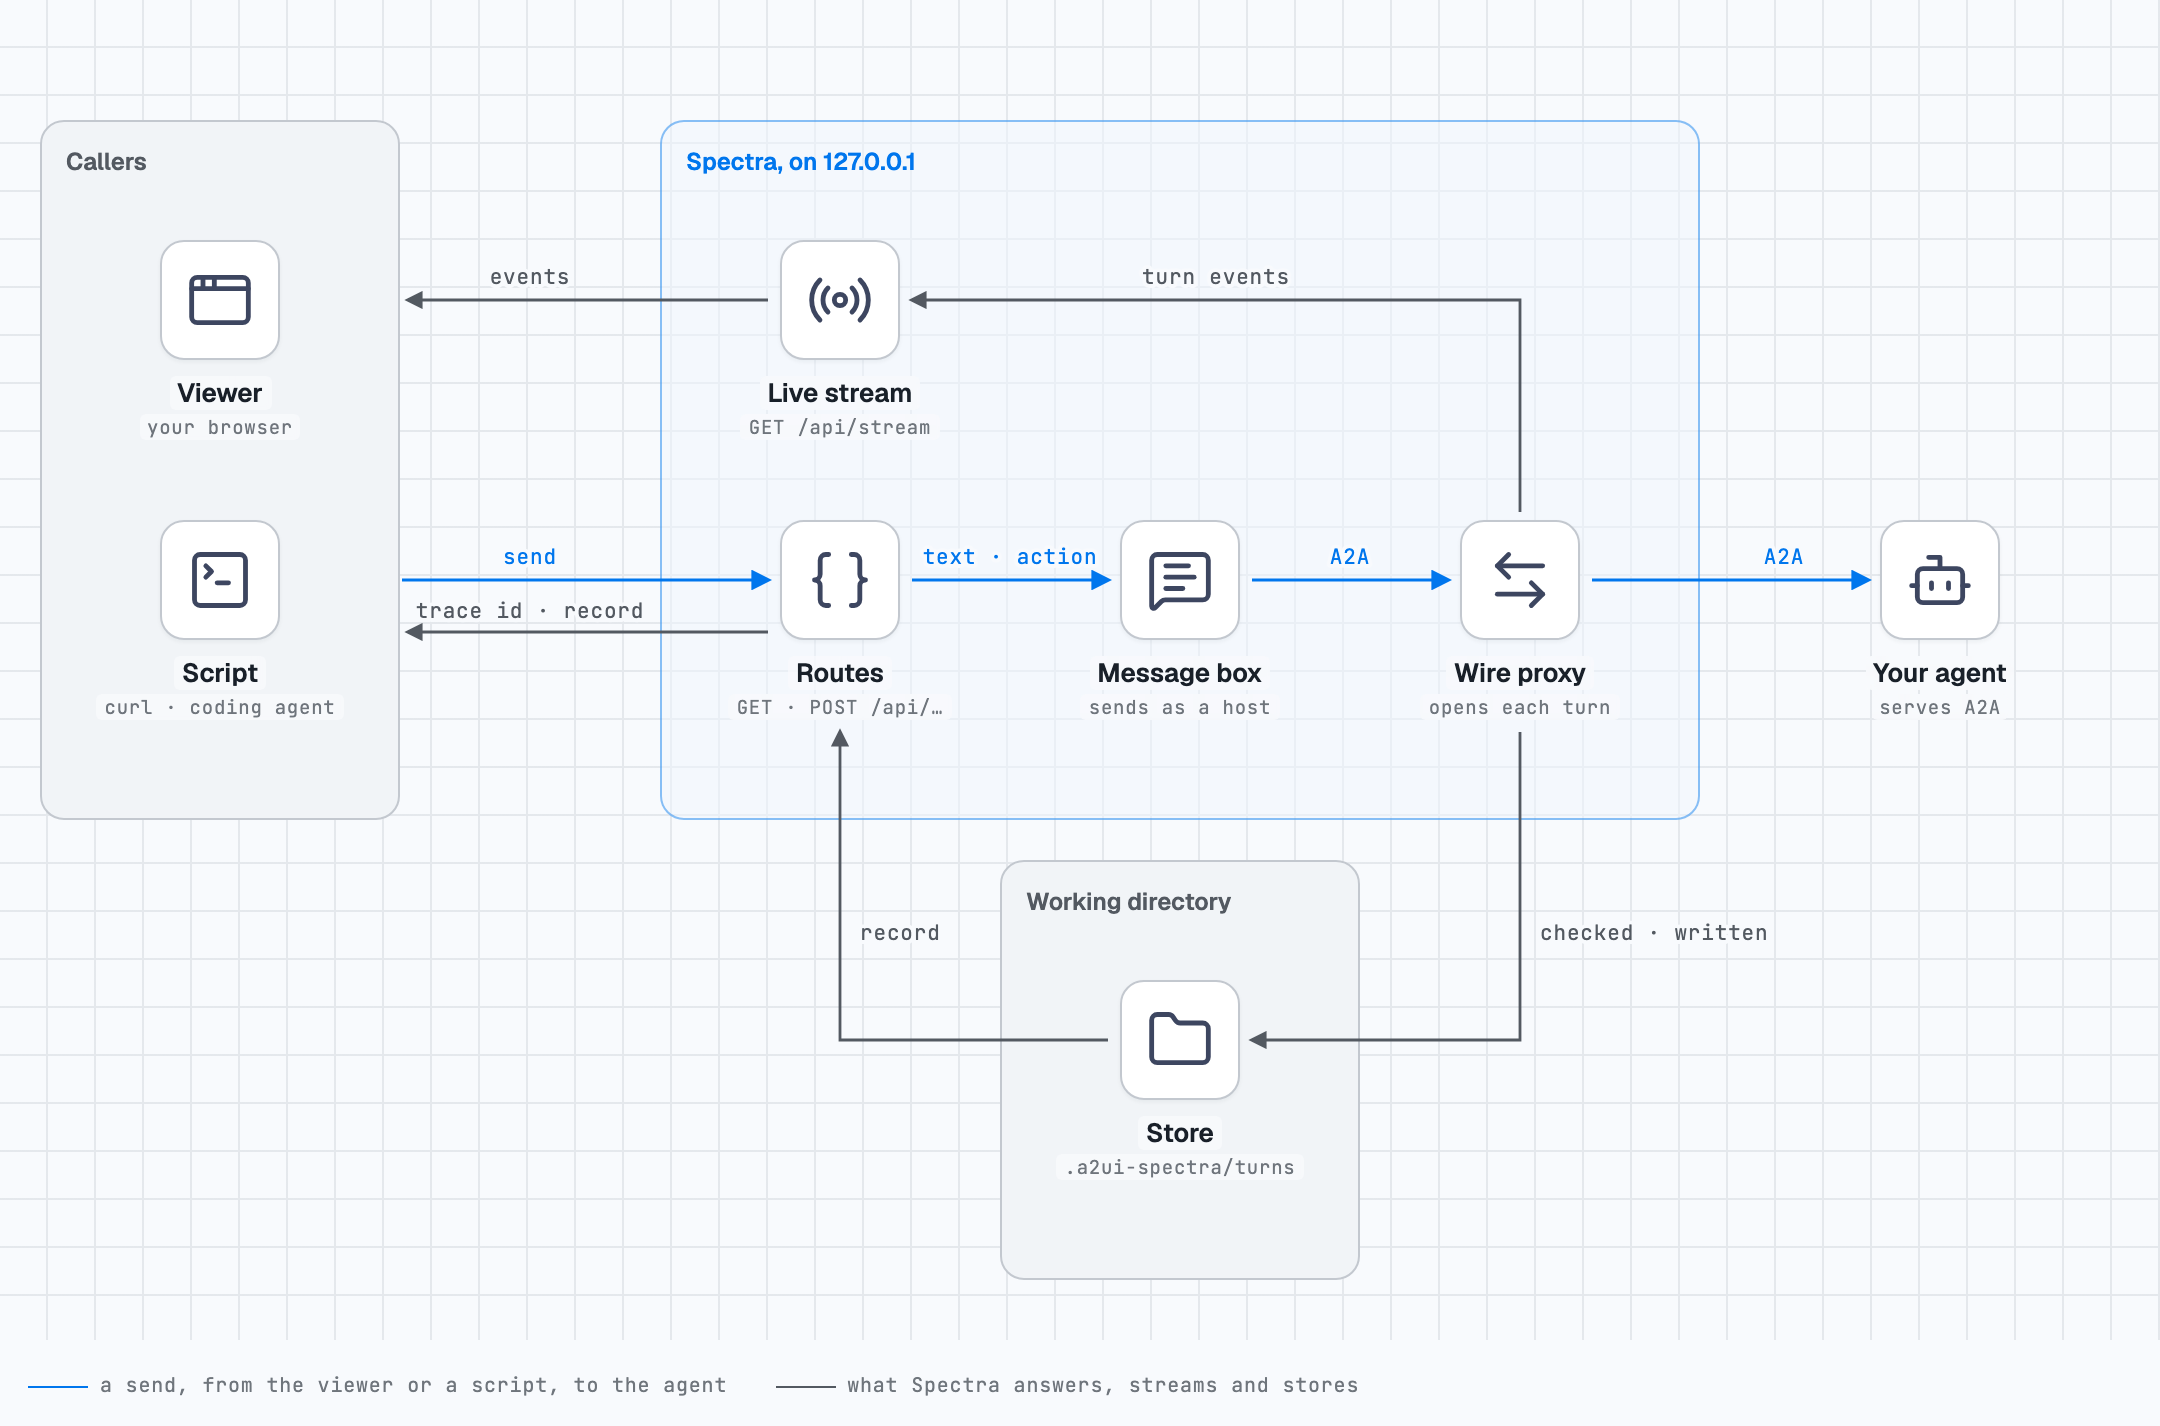 Callers
Spectra, on 127.0.0.1
events
turn events
Viewer
your browser
Live stream
GET /api/stream
send
text · action
A2A
A2A
trace id · record
Script
curl · coding agent
Routes
GET · POST /api/…
Message box
sends as a host
Wire proxy
opens each turn
Your agent
serves A2A
Working directory
record
checked · written
Store
.a2ui-spectra/turns
a send, from the viewer or a script, to the agent
what Spectra answers, streams and stores